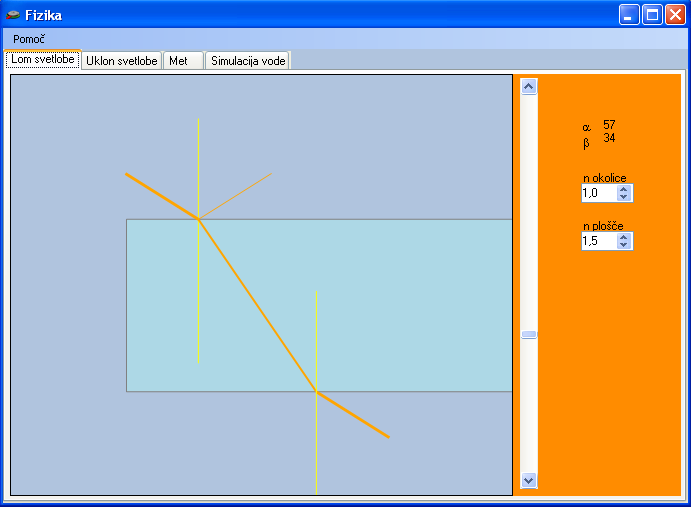 Fizika
Pomoč
Lom svetlobe Uklon svetlobe Met Simulacija vode
α 57
β 34
n okolice
1,0
n plošče
1,5